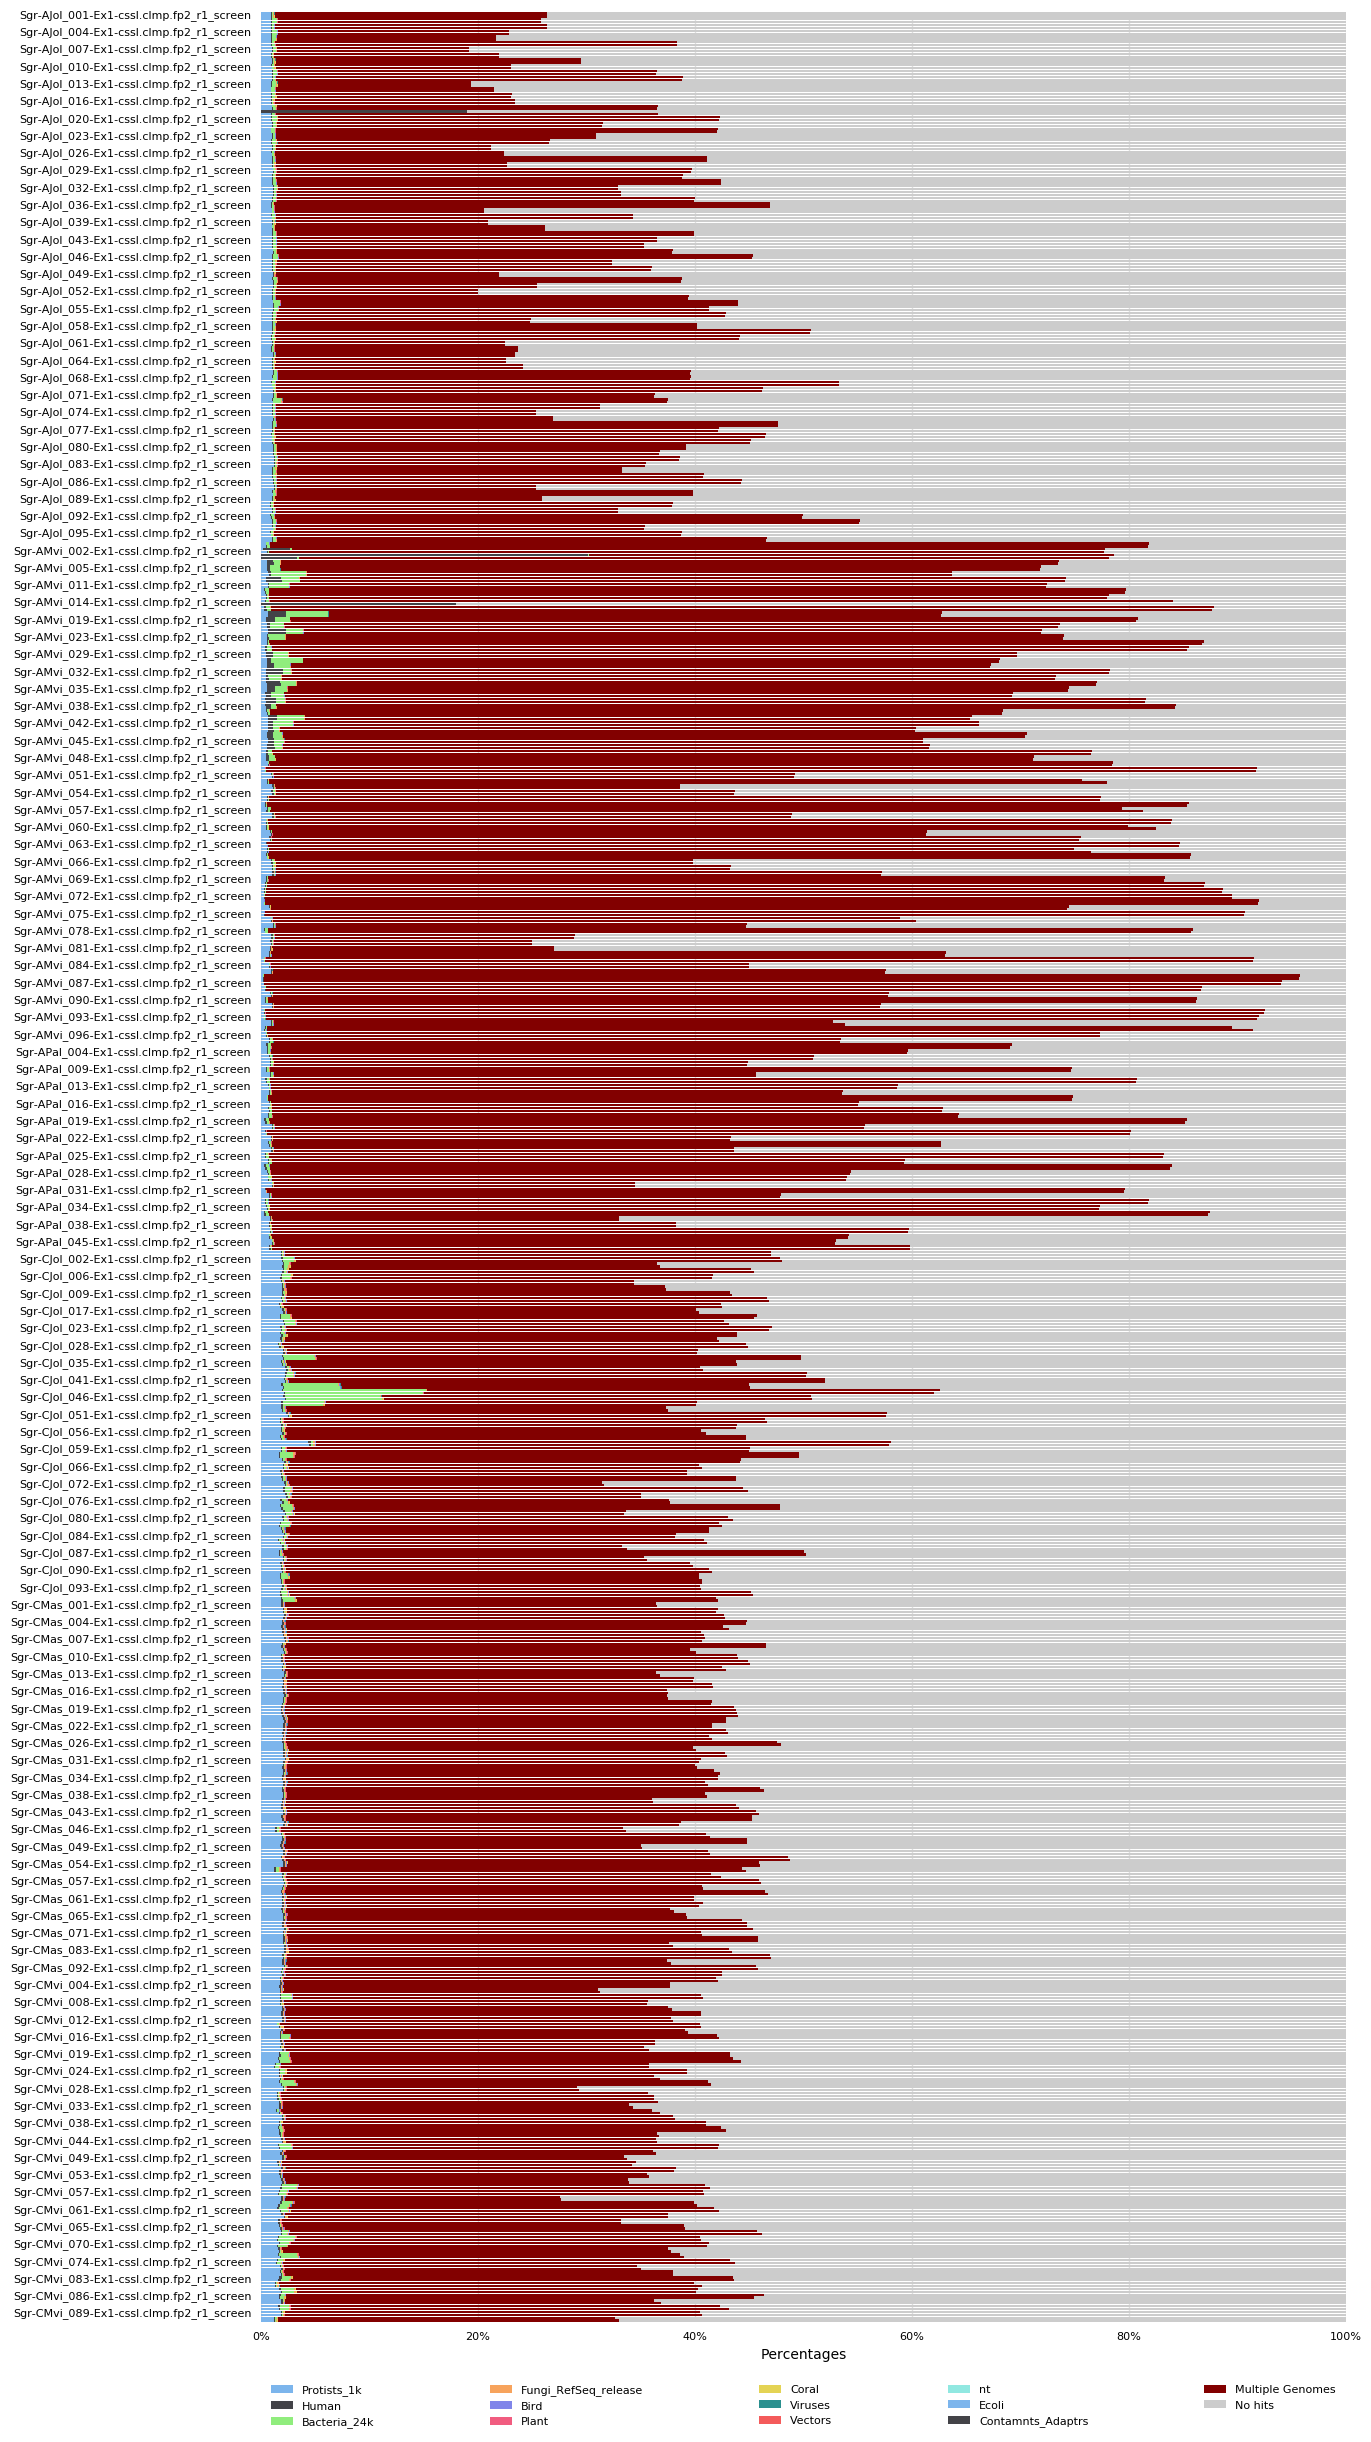 Sgr-AJol_001-Ex1-cssl.clmp.fp2_r1_screen
Sgr-AJol_004-Ex1-cssl.clmp.fp2_r1_screen
Sgr-AJol_007-Ex1-cssl.clmp.fp2_r1_screen
Sgr-AJol_010-Ex1-cssl.clmp.fp2_r1_screen
Sgr-AJol_013-Ex1-cssl.clmp.fp2_r1_screen
Sgr-AJol_016-Ex1-cssl.clmp.fp2_r1_screen
Sgr-AJol_020-Ex1-cssl.clmp.fp2_r1_screen
Sgr-AJol_023-Ex1-cssl.clmp.fp2_r1_screen
Sgr-AJol_026-Ex1-cssl.clmp.fp2_r1_screen
Sgr-AJol_029-Ex1-cssl.clmp.fp2_r1_screen
Sgr-AJol_032-Ex1-cssl.clmp.fp2_r1_screen
Sgr-AJol_036-Ex1-cssl.clmp.fp2_r1_screen
Sgr-AJol_039-Ex1-cssl.clmp.fp2_r1_screen
Sgr-AJol_043-Ex1-cssl.clmp.fp2_r1_screen
Sgr-AJol_046-Ex1-cssl.clmp.fp2_r1_screen
Sgr-AJol_049-Ex1-cssl.clmp.fp2_r1_screen
Sgr-AJol_052-Ex1-cssl.clmp.fp2_r1_screen
Sgr-AJol_055-Ex1-cssl.clmp.fp2_r1_screen
Sgr-AJol_058-Ex1-cssl.clmp.fp2_r1_screen
Sgr-AJol_061-Ex1-cssl.clmp.fp2_r1_screen
Sgr-AJol_064-Ex1-cssl.clmp.fp2_r1_screen
Sgr-AJol_068-Ex1-cssl.clmp.fp2_r1_screen
Sgr-AJol_071-Ex1-cssl.clmp.fp2_r1_screen
Sgr-AJol_074-Ex1-cssl.clmp.fp2_r1_screen
Sgr-AJol_077-Ex1-cssl.clmp.fp2_r1_screen
Sgr-AJol_080-Ex1-cssl.clmp.fp2_r1_screen
Sgr-AJol_083-Ex1-cssl.clmp.fp2_r1_screen
Sgr-AJol_086-Ex1-cssl.clmp.fp2_r1_screen
Sgr-AJol_089-Ex1-cssl.clmp.fp2_r1_screen
Sgr-AJol_092-Ex1-cssl.clmp.fp2_r1_screen
Sgr-AJol_095-Ex1-cssl.clmp.fp2_r1_screen
Sgr-AMvi_002-Ex1-cssl.clmp.fp2_r1_screen
Sgr-AMvi_005-Ex1-cssl.clmp.fp2_r1_screen
Sgr-AMvi_011-Ex1-cssl.clmp.fp2_r1_screen
Sgr-AMvi_014-Ex1-cssl.clmp.fp2_r1_screen
Sgr-AMvi_019-Ex1-cssl.clmp.fp2_r1_screen
Sgr-AMvi_023-Ex1-cssl.clmp.fp2_r1_screen
Sgr-AMvi_029-Ex1-cssl.clmp.fp2_r1_screen
Sgr-AMvi_032-Ex1-cssl.clmp.fp2_r1_screen
Sgr-AMvi_035-Ex1-cssl.clmp.fp2_r1_screen
Sgr-AMvi_038-Ex1-cssl.clmp.fp2_r1_screen
Sgr-AMvi_042-Ex1-cssl.clmp.fp2_r1_screen
Sgr-AMvi_045-Ex1-cssl.clmp.fp2_r1_screen
Sgr-AMvi_048-Ex1-cssl.clmp.fp2_r1_screen
Sgr-AMvi_051-Ex1-cssl.clmp.fp2_r1_screen
Sgr-AMvi_054-Ex1-cssl.clmp.fp2_r1_screen
Sgr-AMvi_057-Ex1-cssl.clmp.fp2_r1_screen
Sgr-AMvi_060-Ex1-cssl.clmp.fp2_r1_screen
Sgr-AMvi_063-Ex1-cssl.clmp.fp2_r1_screen
Sgr-AMvi_066-Ex1-cssl.clmp.fp2_r1_screen
Sgr-AMvi_069-Ex1-cssl.clmp.fp2_r1_screen
Sgr-AMvi_072-Ex1-cssl.clmp.fp2_r1_screen
Sgr-AMvi_075-Ex1-cssl.clmp.fp2_r1_screen
Sgr-AMvi_078-Ex1-cssl.clmp.fp2_r1_screen
Sgr-AMvi_081-Ex1-cssl.clmp.fp2_r1_screen
Sgr-AMvi_084-Ex1-cssl.clmp.fp2_r1_screen
Sgr-AMvi_087-Ex1-cssl.clmp.fp2_r1_screen
Sgr-AMvi_090-Ex1-cssl.clmp.fp2_r1_screen
Sgr-AMvi_093-Ex1-cssl.clmp.fp2_r1_screen
Sgr-AMvi_096-Ex1-cssl.clmp.fp2_r1_screen
Sgr-APal_004-Ex1-cssl.clmp.fp2_r1_screen
Sgr-APal_009-Ex1-cssl.clmp.fp2_r1_screen
Sgr-APal_013-Ex1-cssl.clmp.fp2_r1_screen
Sgr-APal_016-Ex1-cssl.clmp.fp2_r1_screen
Sgr-APal_019-Ex1-cssl.clmp.fp2_r1_screen
Sgr-APal_022-Ex1-cssl.clmp.fp2_r1_screen
Sgr-APal_025-Ex1-cssl.clmp.fp2_r1_screen
Sgr-APal_028-Ex1-cssl.clmp.fp2_r1_screen
Sgr-APal_031-Ex1-cssl.clmp.fp2_r1_screen
Sgr-APal_034-Ex1-cssl.clmp.fp2_r1_screen
Sgr-APal_038-Ex1-cssl.clmp.fp2_r1_screen
Sgr-APal_045-Ex1-cssl.clmp.fp2_r1_screen
Sgr-CJol_002-Ex1-cssl.clmp.fp2_r1_screen
Sgr-CJol_006-Ex1-cssl.clmp.fp2_r1_screen
Sgr-CJol_009-Ex1-cssl.clmp.fp2_r1_screen
Sgr-CJol_017-Ex1-cssl.clmp.fp2_r1_screen
Sgr-CJol_023-Ex1-cssl.clmp.fp2_r1_screen
Sgr-CJol_028-Ex1-cssl.clmp.fp2_r1_screen
Sgr-CJol_035-Ex1-cssl.clmp.fp2_r1_screen
Sgr-CJol_041-Ex1-cssl.clmp.fp2_r1_screen
Sgr-CJol_046-Ex1-cssl.clmp.fp2_r1_screen
Sgr-CJol_051-Ex1-cssl.clmp.fp2_r1_screen
Sgr-CJol_056-Ex1-cssl.clmp.fp2_r1_screen
Sgr-CJol_059-Ex1-cssl.clmp.fp2_r1_screen
Sgr-CJol_066-Ex1-cssl.clmp.fp2_r1_screen
Sgr-CJol_072-Ex1-cssl.clmp.fp2_r1_screen
Sgr-CJol_076-Ex1-cssl.clmp.fp2_r1_screen
Sgr-CJol_080-Ex1-cssl.clmp.fp2_r1_screen
Sgr-CJol_084-Ex1-cssl.clmp.fp2_r1_screen
Sgr-CJol_087-Ex1-cssl.clmp.fp2_r1_screen
Sgr-CJol_090-Ex1-cssl.clmp.fp2_r1_screen
Sgr-CJol_093-Ex1-cssl.clmp.fp2_r1_screen
Sgr-CMas_001-Ex1-cssl.clmp.fp2_r1_screen
Sgr-CMas_004-Ex1-cssl.clmp.fp2_r1_screen
Sgr-CMas_007-Ex1-cssl.clmp.fp2_r1_screen
Sgr-CMas_010-Ex1-cssl.clmp.fp2_r1_screen
Sgr-CMas_013-Ex1-cssl.clmp.fp2_r1_screen
Sgr-CMas_016-Ex1-cssl.clmp.fp2_r1_screen
Sgr-CMas_019-Ex1-cssl.clmp.fp2_r1_screen
Sgr-CMas_022-Ex1-cssl.clmp.fp2_r1_screen
Sgr-CMas_026-Ex1-cssl.clmp.fp2_r1_screen
Sgr-CMas_031-Ex1-cssl.clmp.fp2_r1_screen
Sgr-CMas_034-Ex1-cssl.clmp.fp2_r1_screen
Sgr-CMas_038-Ex1-cssl.clmp.fp2_r1_screen
Sgr-CMas_043-Ex1-cssl.clmp.fp2_r1_screen
Sgr-CMas_046-Ex1-cssl.clmp.fp2_r1_screen
Sgr-CMas_049-Ex1-cssl.clmp.fp2_r1_screen
Sgr-CMas_054-Ex1-cssl.clmp.fp2_r1_screen
Sgr-CMas_057-Ex1-cssl.clmp.fp2_r1_screen
Sgr-CMas_061-Ex1-cssl.clmp.fp2_r1_screen
Sgr-CMas_065-Ex1-cssl.clmp.fp2_r1_screen
Sgr-CMas_071-Ex1-cssl.clmp.fp2_r1_screen
Sgr-CMas_083-Ex1-cssl.clmp.fp2_r1_screen
Sgr-CMas_092-Ex1-cssl.clmp.fp2_r1_screen
Sgr-CMvi_004-Ex1-cssl.clmp.fp2_r1_screen
Sgr-CMvi_008-Ex1-cssl.clmp.fp2_r1_screen
Sgr-CMvi_012-Ex1-cssl.clmp.fp2_r1_screen
Sgr-CMvi_016-Ex1-cssl.clmp.fp2_r1_screen
Sgr-CMvi_019-Ex1-cssl.clmp.fp2_r1_screen
Sgr-CMvi_024-Ex1-cssl.clmp.fp2_r1_screen
Sgr-CMvi_028-Ex1-cssl.clmp.fp2_r1_screen
Sgr-CMvi_033-Ex1-cssl.clmp.fp2_r1_screen
Sgr-CMvi_038-Ex1-cssl.clmp.fp2_r1_screen
Sgr-CMvi_044-Ex1-cssl.clmp.fp2_r1_screen
Sgr-CMvi_049-Ex1-cssl.clmp.fp2_r1_screen
Sgr-CMvi_053-Ex1-cssl.clmp.fp2_r1_screen
Sgr-CMvi_057-Ex1-cssl.clmp.fp2_r1_screen
Sgr-CMvi_061-Ex1-cssl.clmp.fp2_r1_screen
Sgr-CMvi_065-Ex1-cssl.clmp.fp2_r1_screen
Sgr-CMvi_070-Ex1-cssl.clmp.fp2_r1_screen
Sgr-CMvi_074-Ex1-cssl.clmp.fp2_r1_screen
Sgr-CMvi_083-Ex1-cssl.clmp.fp2_r1_screen
Sgr-CMvi_086-Ex1-cssl.clmp.fp2_r1_screen
Sgr-CMvi_089-Ex1-cssl.clmp.fp2_r1_screen
0% 20% 40% 60% 80% 100%
Percentages
Protists_1k Fungi_RefSeq_release Coral nt Multiple Genomes
Human Bird Viruses Ecoli No hits
Bacteria_24k Plant Vectors Contamnts_Adaptrs